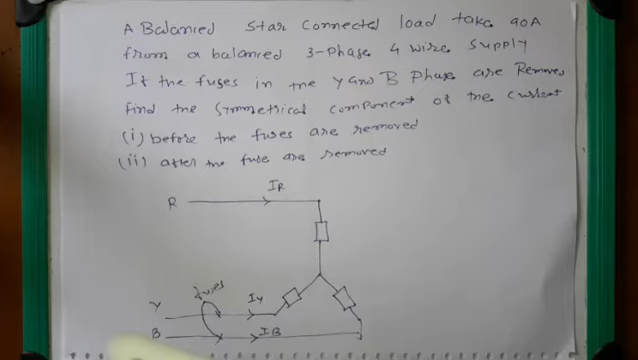 A Balanced Star connected load take 90A
from a balanced 3-Phase 4 wire supply
If the fuses in the Y and B Phase are Removed
Find the Symmetrical component of the current
(i) before the fuses are removed
(ii) after the fuse are removed
IR
R
fuses
Y
IY
B
IB